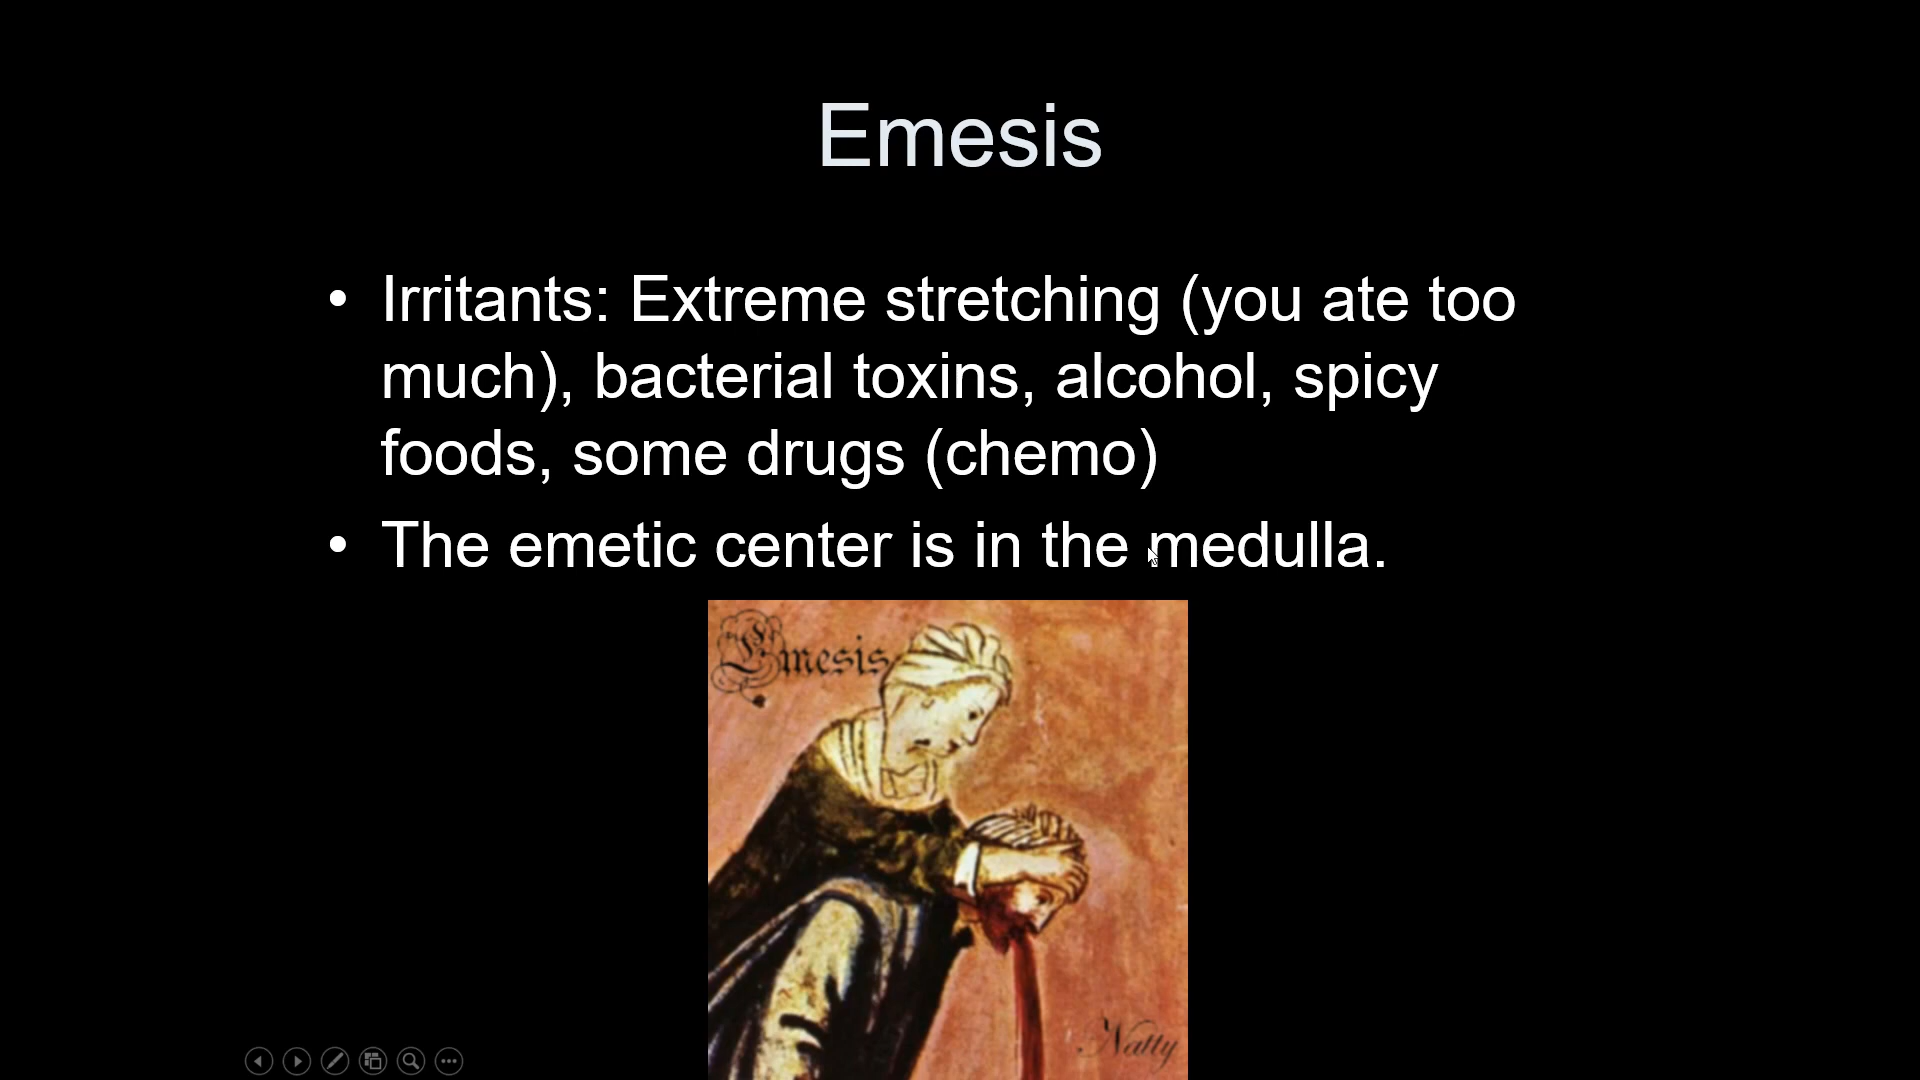 Emesis
• Irritants: Extreme stretching (you ate too
much), bacterial toxins, alcohol, spicy
foods, some drugs (chemo)
• The emetic center is in the medulla.
Emesis
Natty